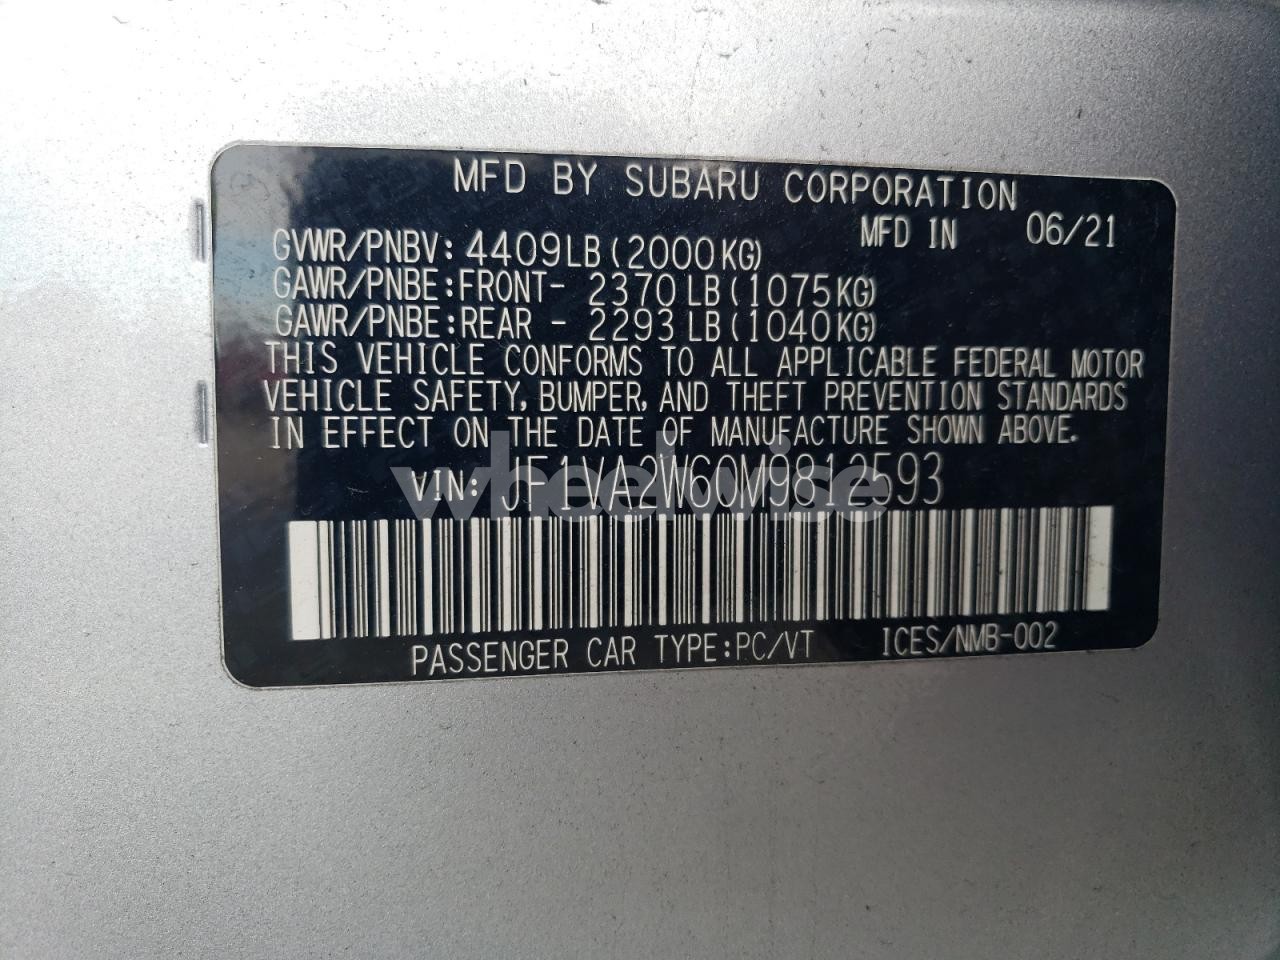 MFD BY SUBARU CORPORATION
MFD IN 06/21
GVWR/PNBV: 4409LB(2000KG)
GAWR/PNBE:FRONT- 2370LB(1075KG)
GAWR/PNBE:REAR - 2293LB(1040KG)
THIS VEHICLE CONFORMS TO ALL APPLICABLE FEDERAL MOTOR
VEHICLE SAFETY, BUMPER, AND THEFT PREVENTION STANDARDS
IN EFFECT ON THE DATE OF MANUFACTURE SHOWN ABOVE.
VIN: JF1VA2W60M9812593
wheelwise
PASSENGER CAR TYPE:PC/VT ICES/NMB-002